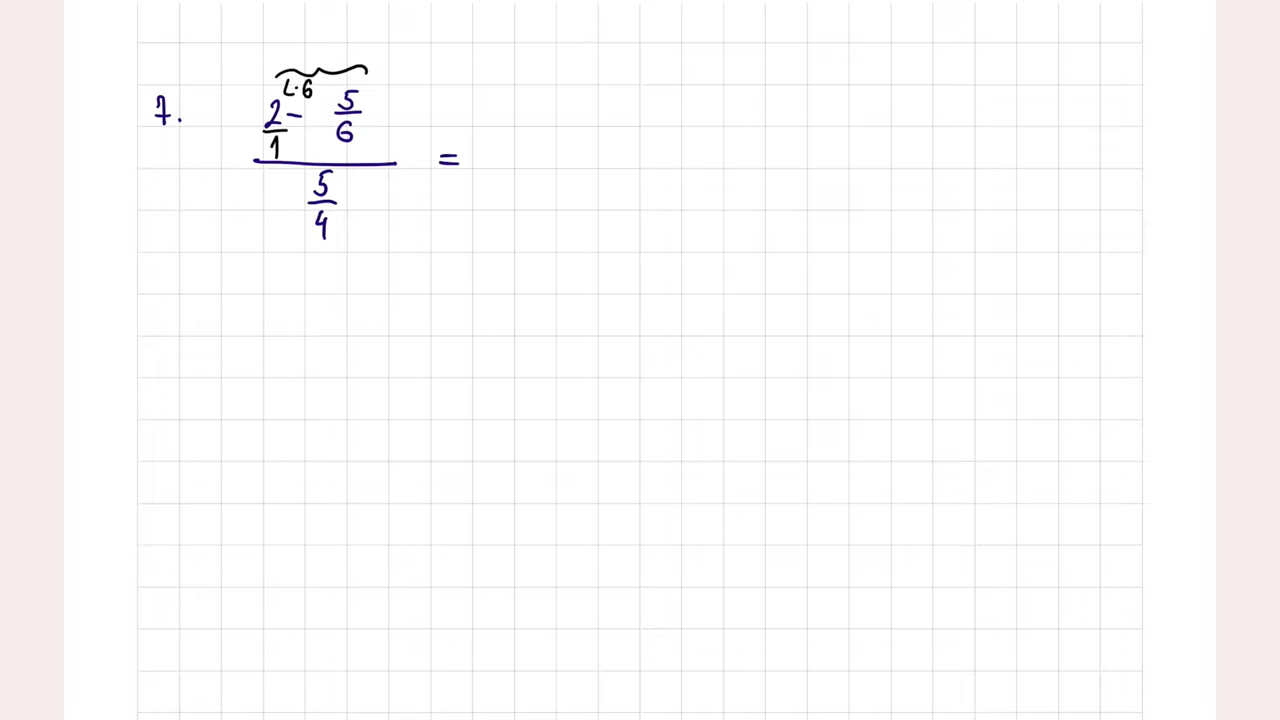 7. (2/1 - 5/6) / (5/4) =
L·6